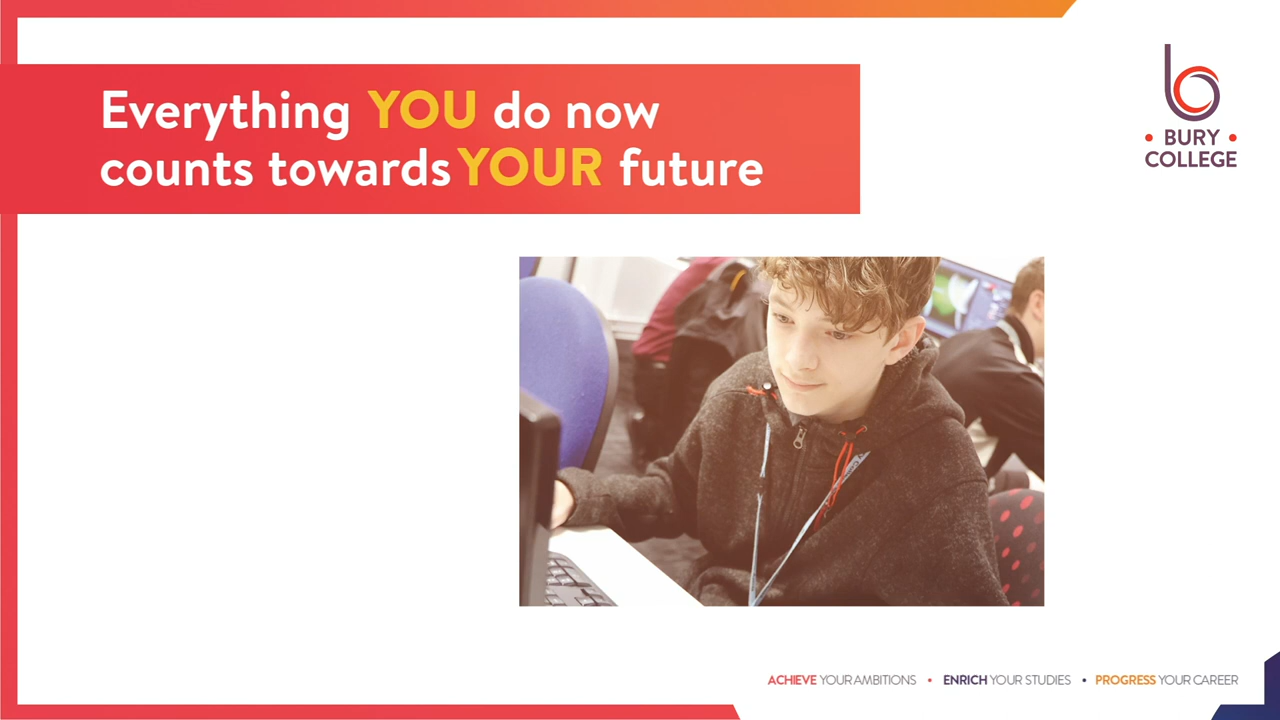 Everything YOU do now
counts towards YOUR future
• BURY •
COLLEGE
ACHIEVE YOUR AMBITIONS • ENRICH YOUR STUDIES • PROGRESS YOUR CAREER